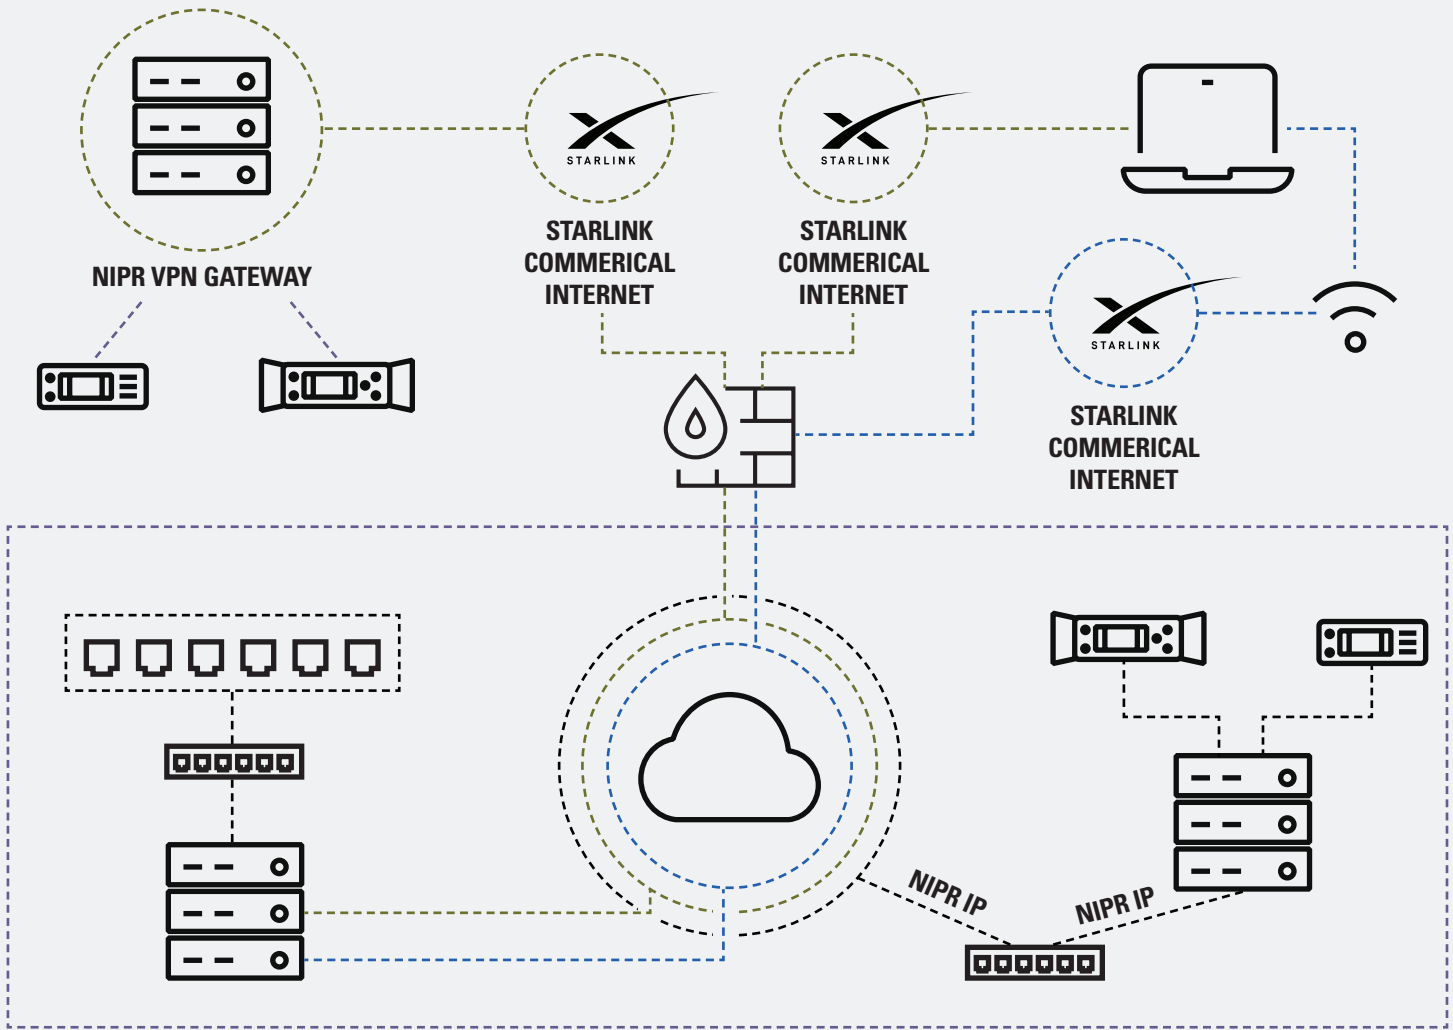 STARLINK
STARLINK
STARLINK
COMMERICAL
INTERNET
STARLINK
COMMERICAL
INTERNET
NIPR VPN GATEWAY
STARLINK
STARLINK
COMMERICAL
INTERNET
NIPR IP
NIPR IP